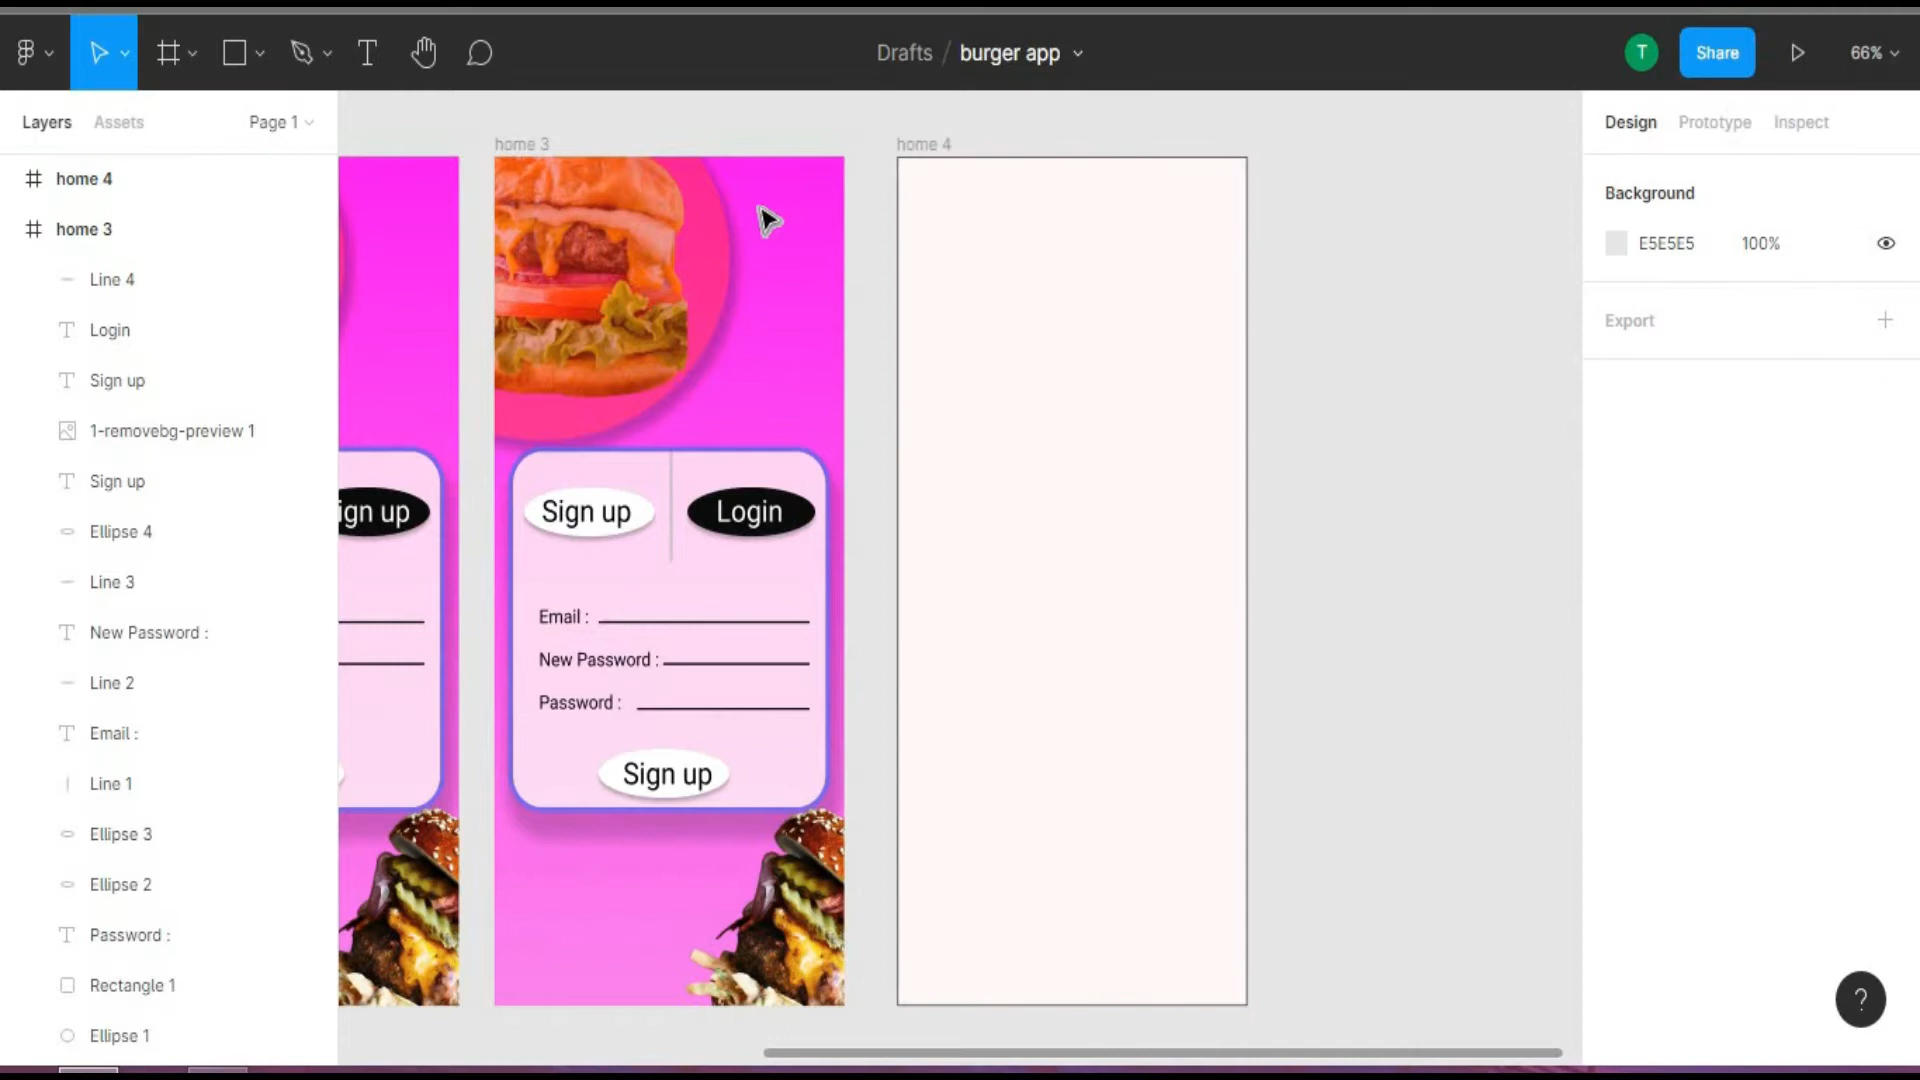 Drafts / burger app
T
Share
66%
Layers
Assets
Page 1
home 4
home 3
Line 4
T Login
T Sign up
1-removebg-preview 1
T Sign up
Ellipse 4
Line 3
T New Password :
Line 2
T Email :
Line 1
Ellipse 3
Ellipse 2
T Password :
Rectangle 1
Ellipse 1
ign up
home 3
Sign up
Login
Email :
New Password :
Password :
Sign up
home 4
Design
Prototype
Inspect
Background
E5E5E5
100%
Export
?